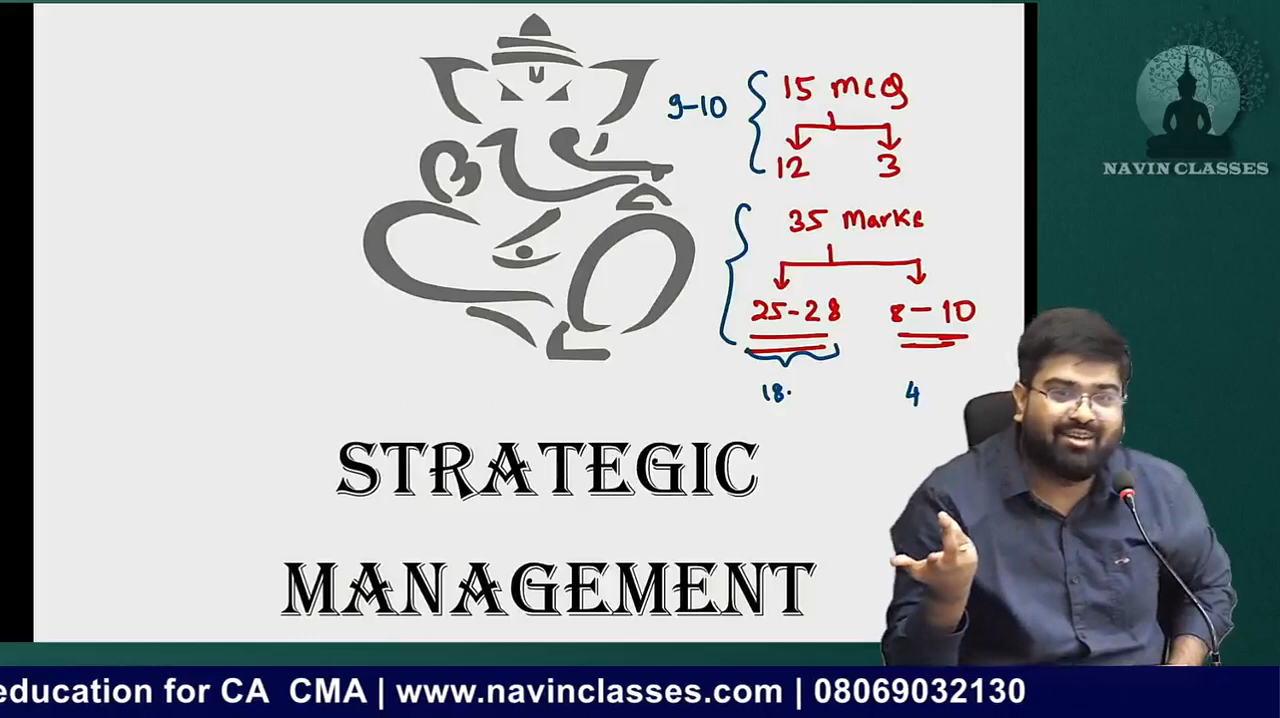 15 MCQ
9-10
12 3
35 Marks
25-28 8-10
18. 4
STRATEGIC
MANAGEMENT
NAVIN CLASSES
education for CA CMA | www.navinclasses.com | 08069032130